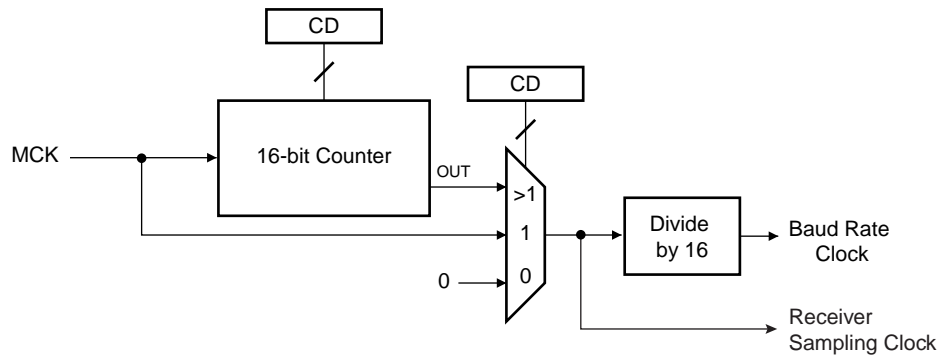 CD
CD
MCK
16-bit Counter
OUT
>1
1
0
0
Divide
by 16
Baud Rate
Clock
Receiver
Sampling Clock